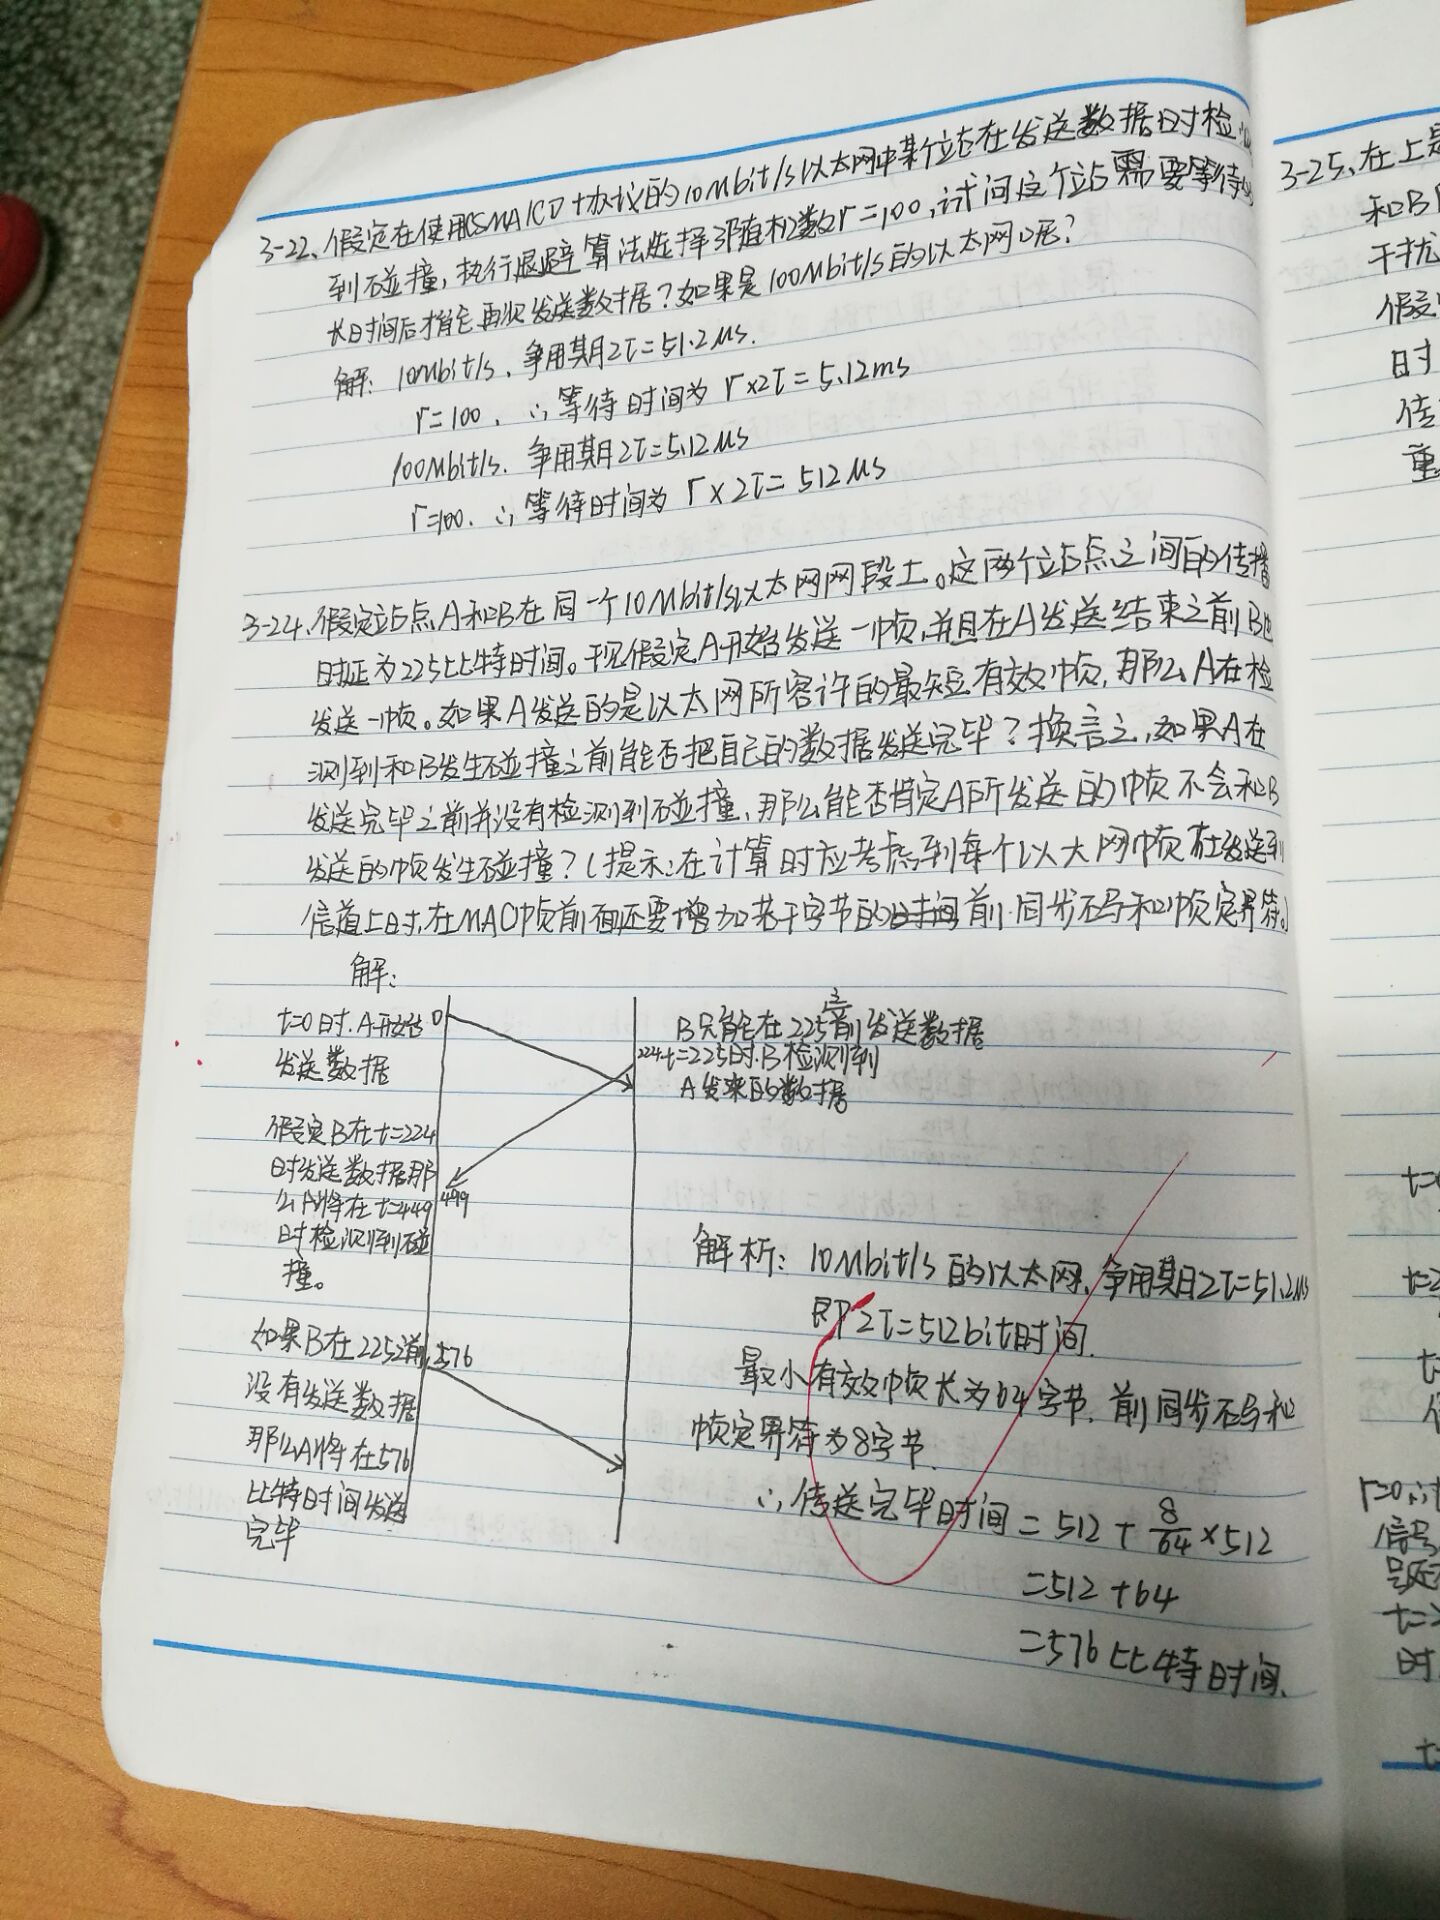 3-22、假定在使用CSMA/CD协议的10Mbit/s以太网中某个站在发送数据时检
到碰撞，执行退避算法选择了随机数r=100，试问这个站需要等待
长时间后才能再次发送数据？如果是100Mbit/s的以太网呢？
解：10Mbit/s、争用期2τ=51.2μs.
r=100、∴等待时间为 r×2τ=5.12ms
100Mbit/s、争用期2τ=5.12μs
r=100、∴等待时间为 r×2τ=512μs
3-24、假定站点A和B在同一个10Mbit/s以太网网段上。这两个站点之间的传播
时延为225比特时间。现假定A开始发送一帧，并且在A发送结束之前B也
发送一帧。如果A发送的是以太网所容许的最短有效帧，那么A在检
测到和B发生碰撞之前能否把自己的数据发送完毕？换言之，如果A在
发送完毕之前并没有检测到碰撞，那么能否肯定A所发送的帧不会和B
发送的帧发生碰撞？（提示：在计算时应考虑到每个以太网帧在发送到
信道上时，在MAC帧前面还要增加若干字节的前同步码和帧定界符。）
解：
t=0时、A开始
发送数据
0
B只能在225之前发送数据
224
t=225时、B检测到
A发来的数据
假定B在t=224
时发送数据那
么A将在t=449
时检测到碰
撞。
449
如果B在225之前
没有发送数据
那么A将在576
比特时间发送
完毕
576
解析：10Mbit/s的以太网、争用期2τ=51.2μs
即2τ=512bit时间.
最小有效帧长为64字节、前同步码和
帧定界符为8字节.
∴传送完毕时间=512+8/64×512
=512+64
=576比特时间.
3-25、在上
和B
干扰
假定
时
传
重
t=
t=
t=
r=0
信号
t=2
时
t=